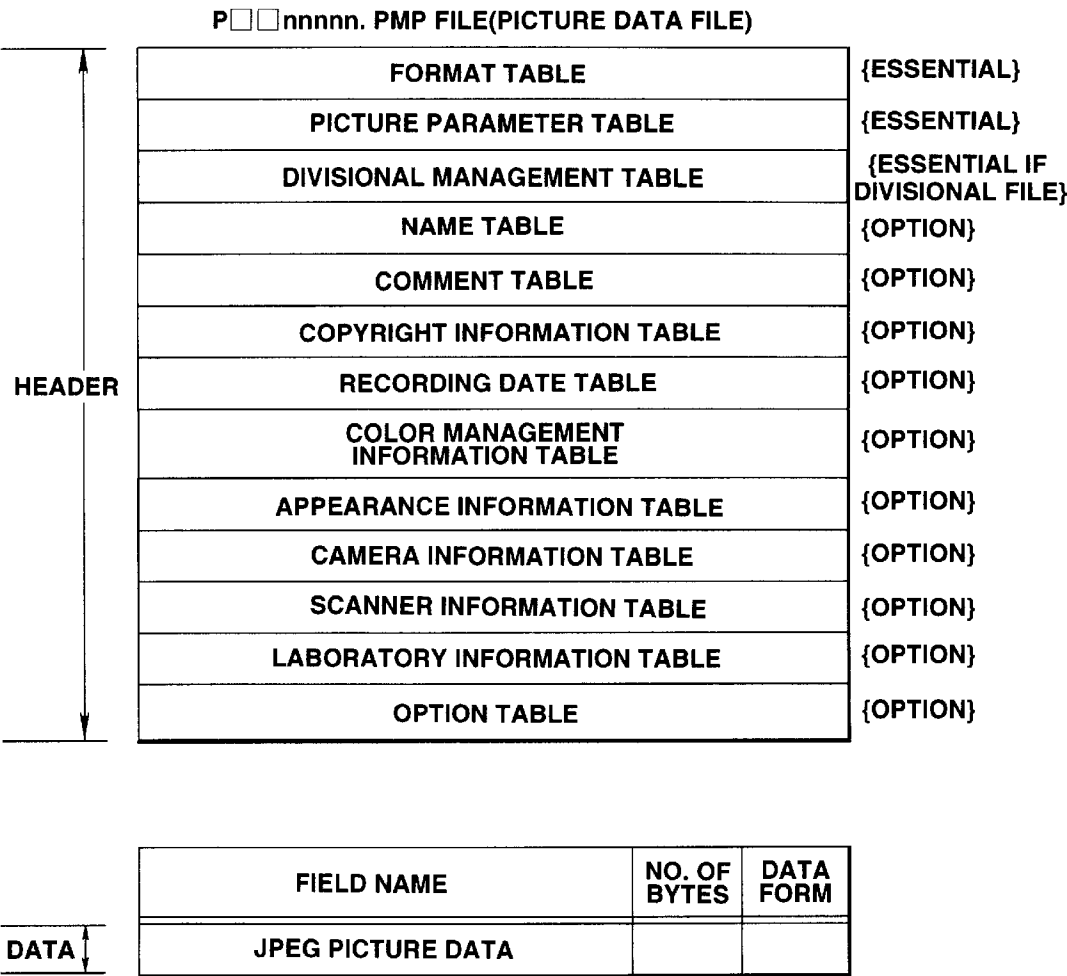 P□□nnnnn. PMP FILE(PICTURE DATA FILE)
FORMAT TABLE {ESSENTIAL}
PICTURE PARAMETER TABLE {ESSENTIAL}
DIVISIONAL MANAGEMENT TABLE {ESSENTIAL IF
DIVISIONAL FILE}
NAME TABLE {OPTION}
COMMENT TABLE {OPTION}
COPYRIGHT INFORMATION TABLE {OPTION}
HEADER RECORDING DATE TABLE {OPTION}
COLOR MANAGEMENT
INFORMATION TABLE {OPTION}
APPEARANCE INFORMATION TABLE {OPTION}
CAMERA INFORMATION TABLE {OPTION}
SCANNER INFORMATION TABLE {OPTION}
LABORATORY INFORMATION TABLE {OPTION}
OPTION TABLE {OPTION}
FIELD NAME
NO. OF
BYTES
DATA
FORM
DATA JPEG PICTURE DATA